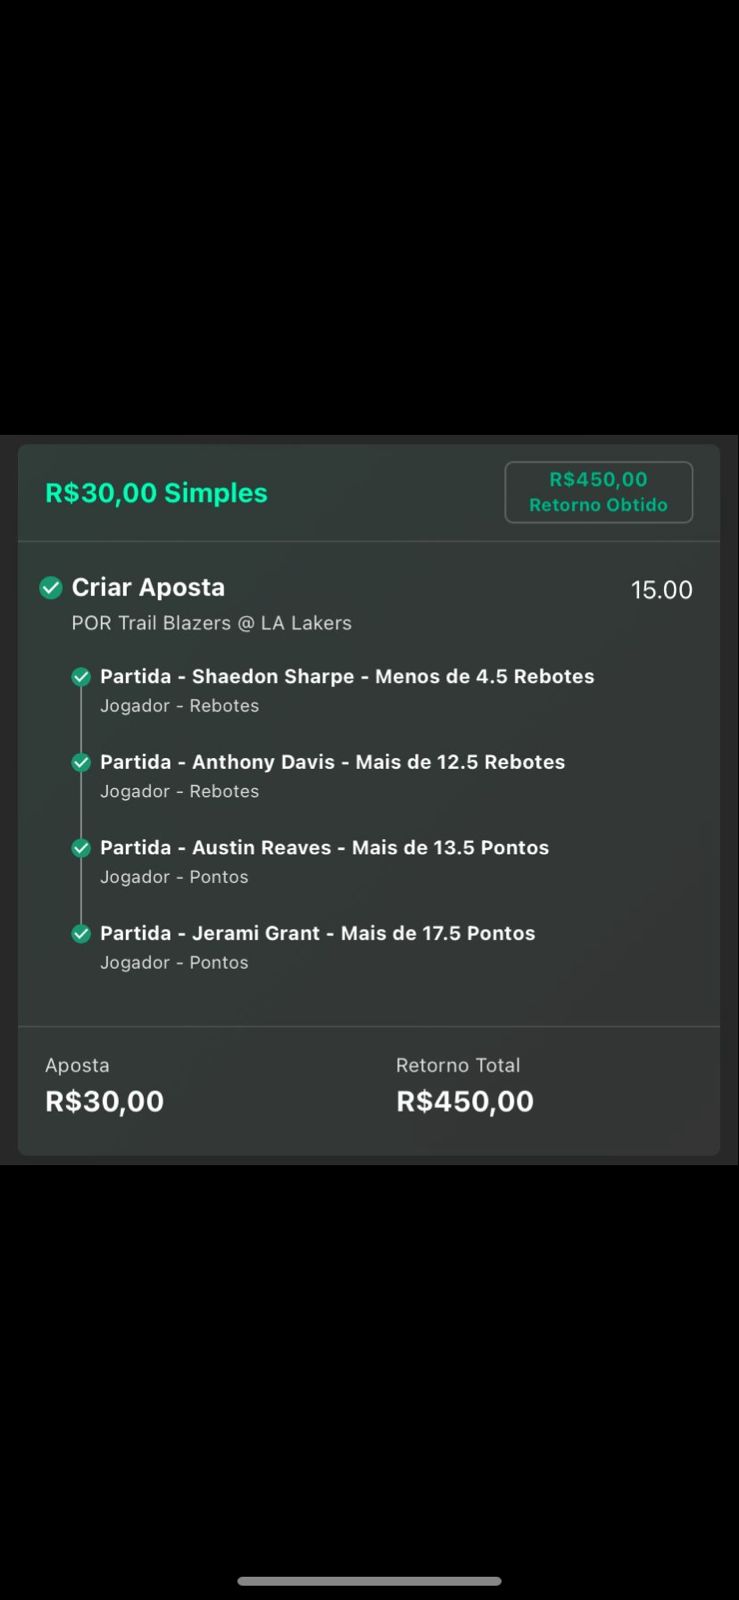 R$30,00 Simples
R$450,00
Retorno Obtido
Criar Aposta
15.00
POR Trail Blazers @ LA Lakers
Partida - Shaedon Sharpe - Menos de 4.5 Rebotes
Jogador - Rebotes
Partida - Anthony Davis - Mais de 12.5 Rebotes
Jogador - Rebotes
Partida - Austin Reaves - Mais de 13.5 Pontos
Jogador - Pontos
Partida - Jerami Grant - Mais de 17.5 Pontos
Jogador - Pontos
Aposta
Retorno Total
R$30,00
R$450,00